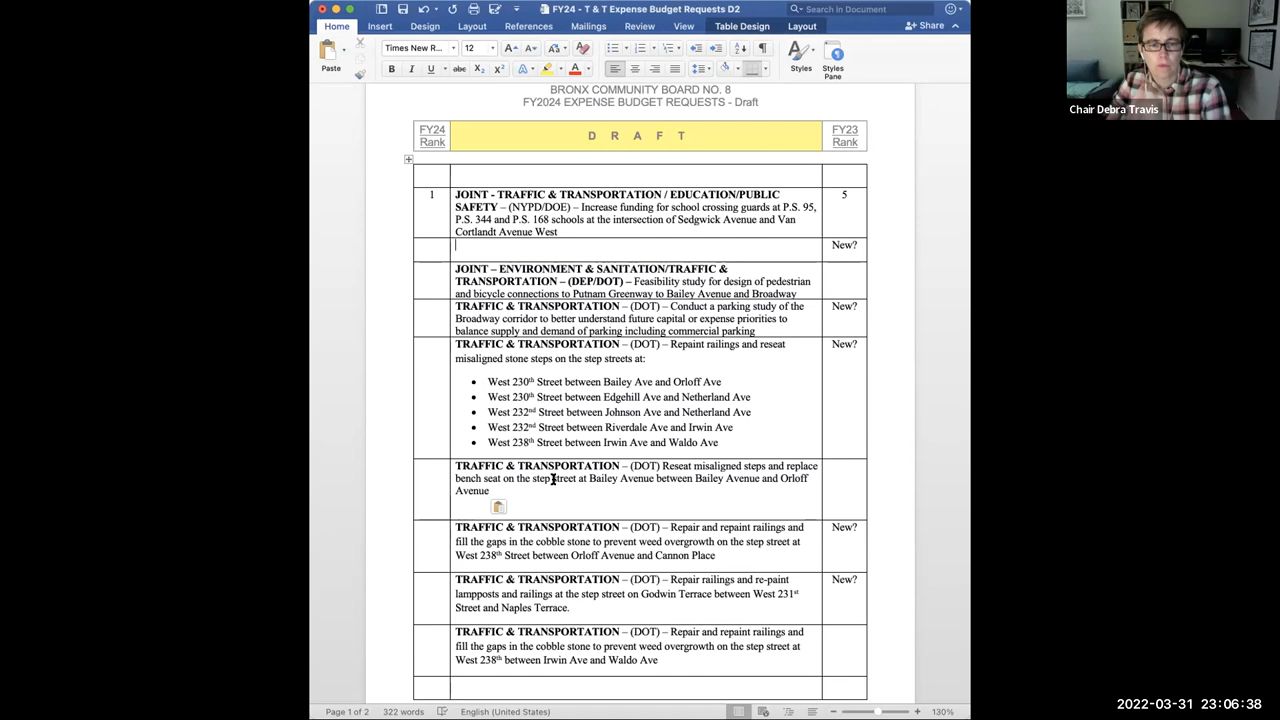 FY24 - T & T Expense Budget Requests D2
Search in Document
Home Insert Design Layout References Mailings Review View Table Design Layout Share
Times New R... 12
Paste
Styles
Styles Pane
BRONX COMMUNITY BOARD NO. 8
FY2024 EXPENSE BUDGET REQUESTS - Draft
FY24 Rank
D R A F T
FY23 Rank
1
JOINT - TRAFFIC & TRANSPORTATION / EDUCATION/PUBLIC
SAFETY – (NYPD/DOE) – Increase funding for school crossing guards at P.S. 95,
P.S. 344 and P.S. 168 schools at the intersection of Sedgwick Avenue and Van
Cortlandt Avenue West
5
New?
JOINT – ENVIRONMENT & SANITATION/TRAFFIC &
TRANSPORTATION – (DEP/DOT) – Feasibility study for design of pedestrian
and bicycle connections to Putnam Greenway to Bailey Avenue and Broadway
TRAFFIC & TRANSPORTATION – (DOT) – Conduct a parking study of the
Broadway corridor to better understand future capital or expense priorities to
balance supply and demand of parking including commercial parking
New?
TRAFFIC & TRANSPORTATION – (DOT) – Repaint railings and reseat
misaligned stone steps on the step streets at:
New?
• West 230th Street between Bailey Ave and Orloff Ave
• West 230th Street between Edgehill Ave and Netherland Ave
• West 232nd Street between Johnson Ave and Netherland Ave
• West 232nd Street between Riverdale Ave and Irwin Ave
• West 238th Street between Irwin Ave and Waldo Ave
TRAFFIC & TRANSPORTATION – (DOT) Reseat misaligned steps and replace
bench seat on the step street at Bailey Avenue between Bailey Avenue and Orloff
Avenue
TRAFFIC & TRANSPORTATION – (DOT) – Repair and repaint railings and
fill the gaps in the cobble stone to prevent weed overgrowth on the step street at
West 238th Street between Orloff Avenue and Cannon Place
New?
TRAFFIC & TRANSPORTATION – (DOT) – Repair railings and re-paint
lampposts and railings at the step street on Godwin Terrace between West 231st
Street and Naples Terrace.
New?
TRAFFIC & TRANSPORTATION – (DOT) – Repair and repaint railings and
fill the gaps in the cobble stone to prevent weed overgrowth on the step street at
West 238th between Irwin Ave and Waldo Ave
Page 1 of 2 322 words English (United States) 130%
Chair Debra Travis
2022-03-31 23:06:38